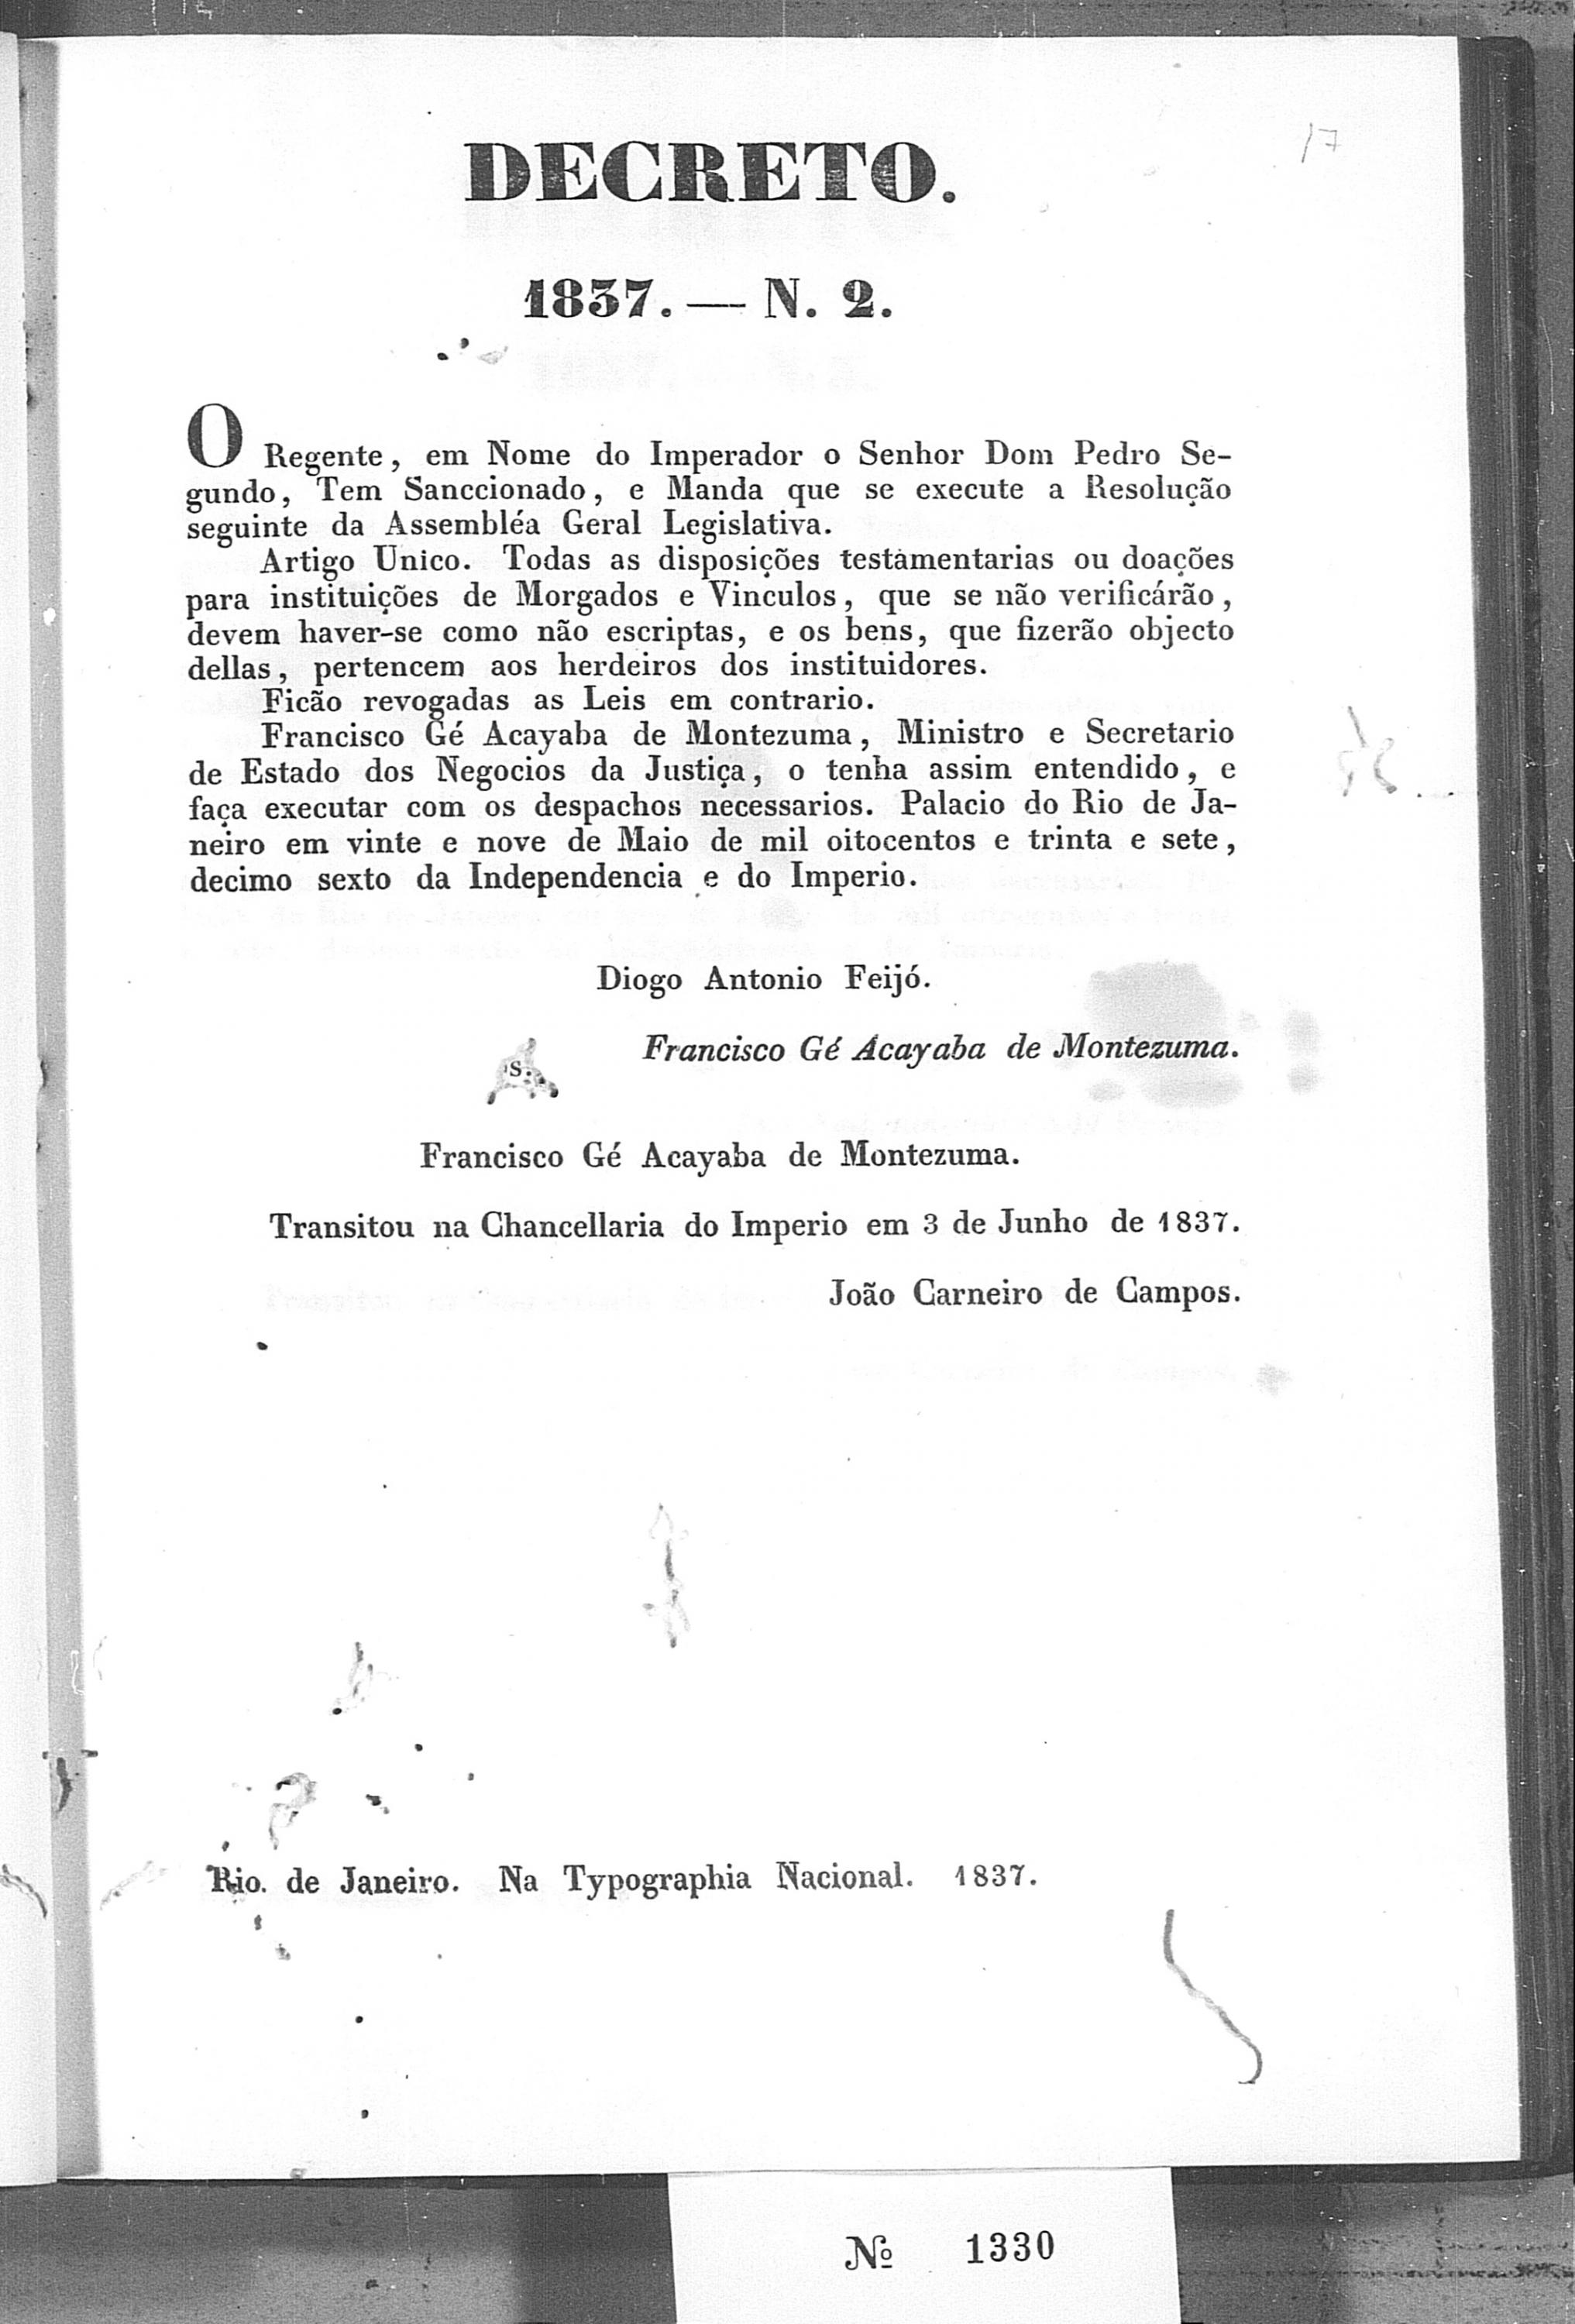 17
DECRETO.
1837. — N. 2.
O Regente, em Nome do Imperador o Senhor Dom Pedro Se-
gundo, Tem Sanccionado, e Manda que se execute a Resolução
seguinte da Assembléa Geral Legislativa.
Artigo Unico. Todas as disposições testamentarias ou doações
para instituições de Morgados e Vinculos, que se não verificárão,
devem haver-se como não escriptas, e os bens, que fizerão objecto
dellas, pertencem aos herdeiros dos instituidores.
Ficão revogadas as Leis em contrario.
Francisco Gé Acayaba de Montezuma, Ministro e Secretario
de Estado dos Negocios da Justiça, o tenha assim entendido, e
faça executar com os despachos necessarios. Palacio do Rio de Ja-
neiro em vinte e nove de Maio de mil oitocentos e trinta e sete,
decimo sexto da Independencia e do Imperio.
Diogo Antonio Feijó.
Francisco Gé Acayaba de Montezuma.
S.
Francisco Gé Acayaba de Montezuma.
Transitou na Chancellaria do Imperio em 3 de Junho de 1837.
João Carneiro de Campos.
Rio de Janeiro. Na Typographia Nacional. 1837.
Nº 1330